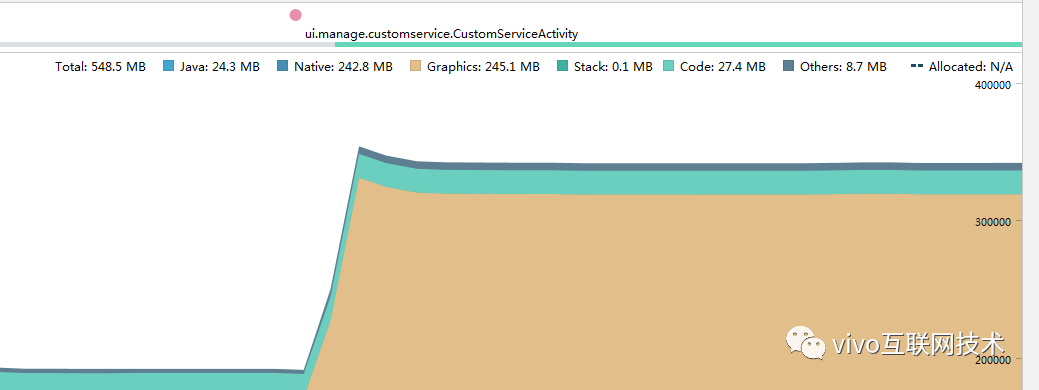 ui.manage.customservice.CustomServiceActivity
Total: 548.5 MB Java: 24.3 MB Native: 242.8 MB Graphics: 245.1 MB Stack: 0.1 MB Code: 27.4 MB Others: 8.7 MB Allocated: N/A
400000
300000
vivo互联网技术
200000